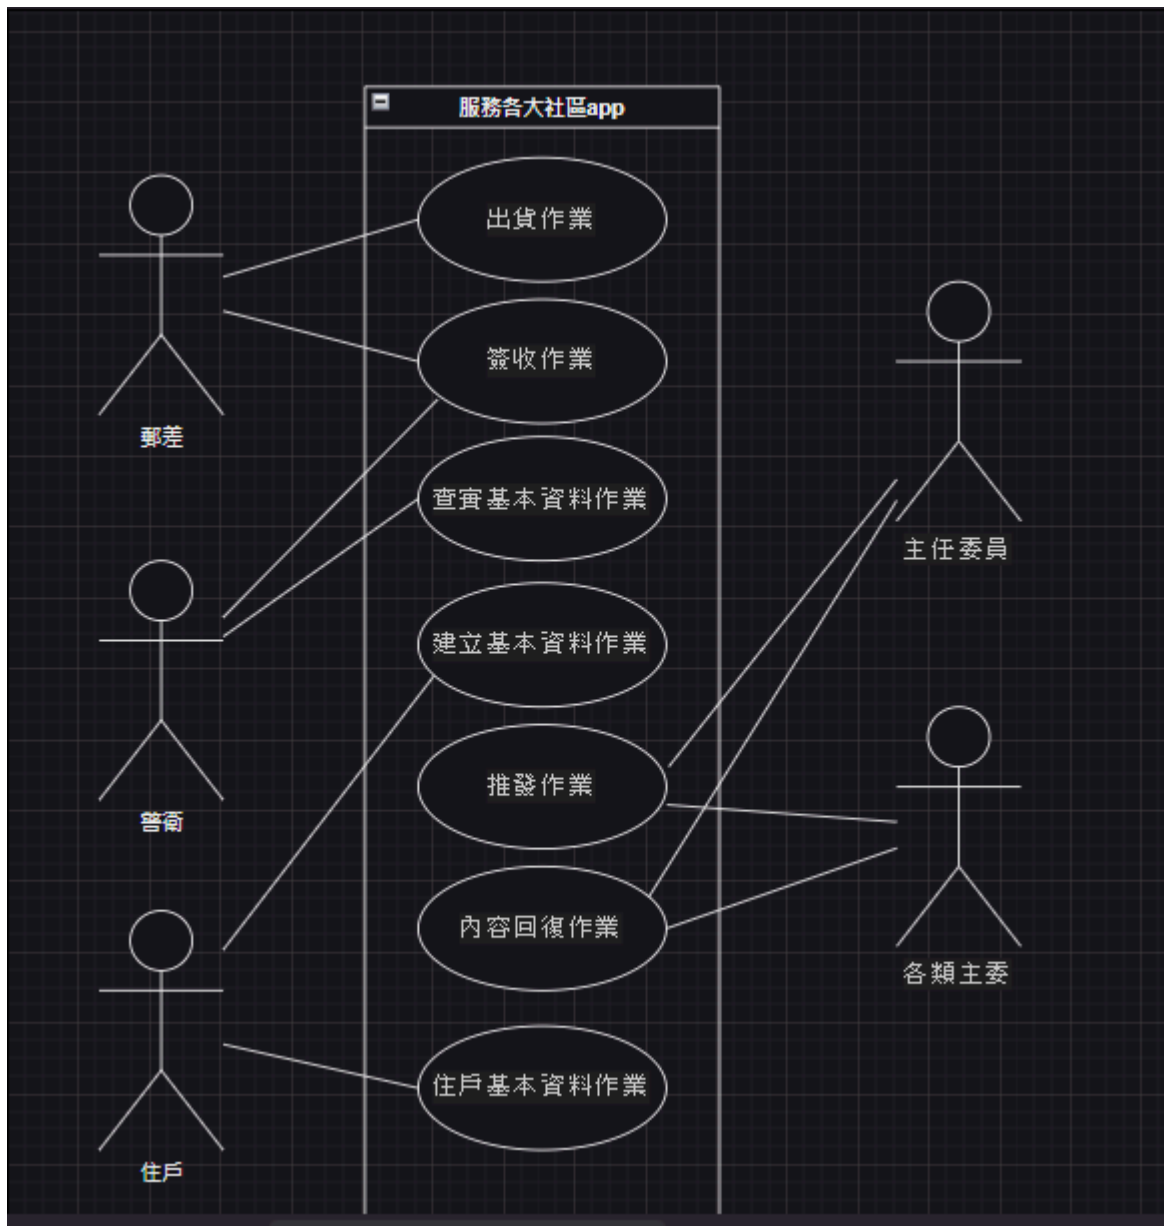 服務各大社區app
出貨作業
簽收作業
郵差
查實基本資料作業
主任委員
建立基本資料作業
推發作業
警衛
內容回復作業
各類主委
住戶基本資料作業
住戶